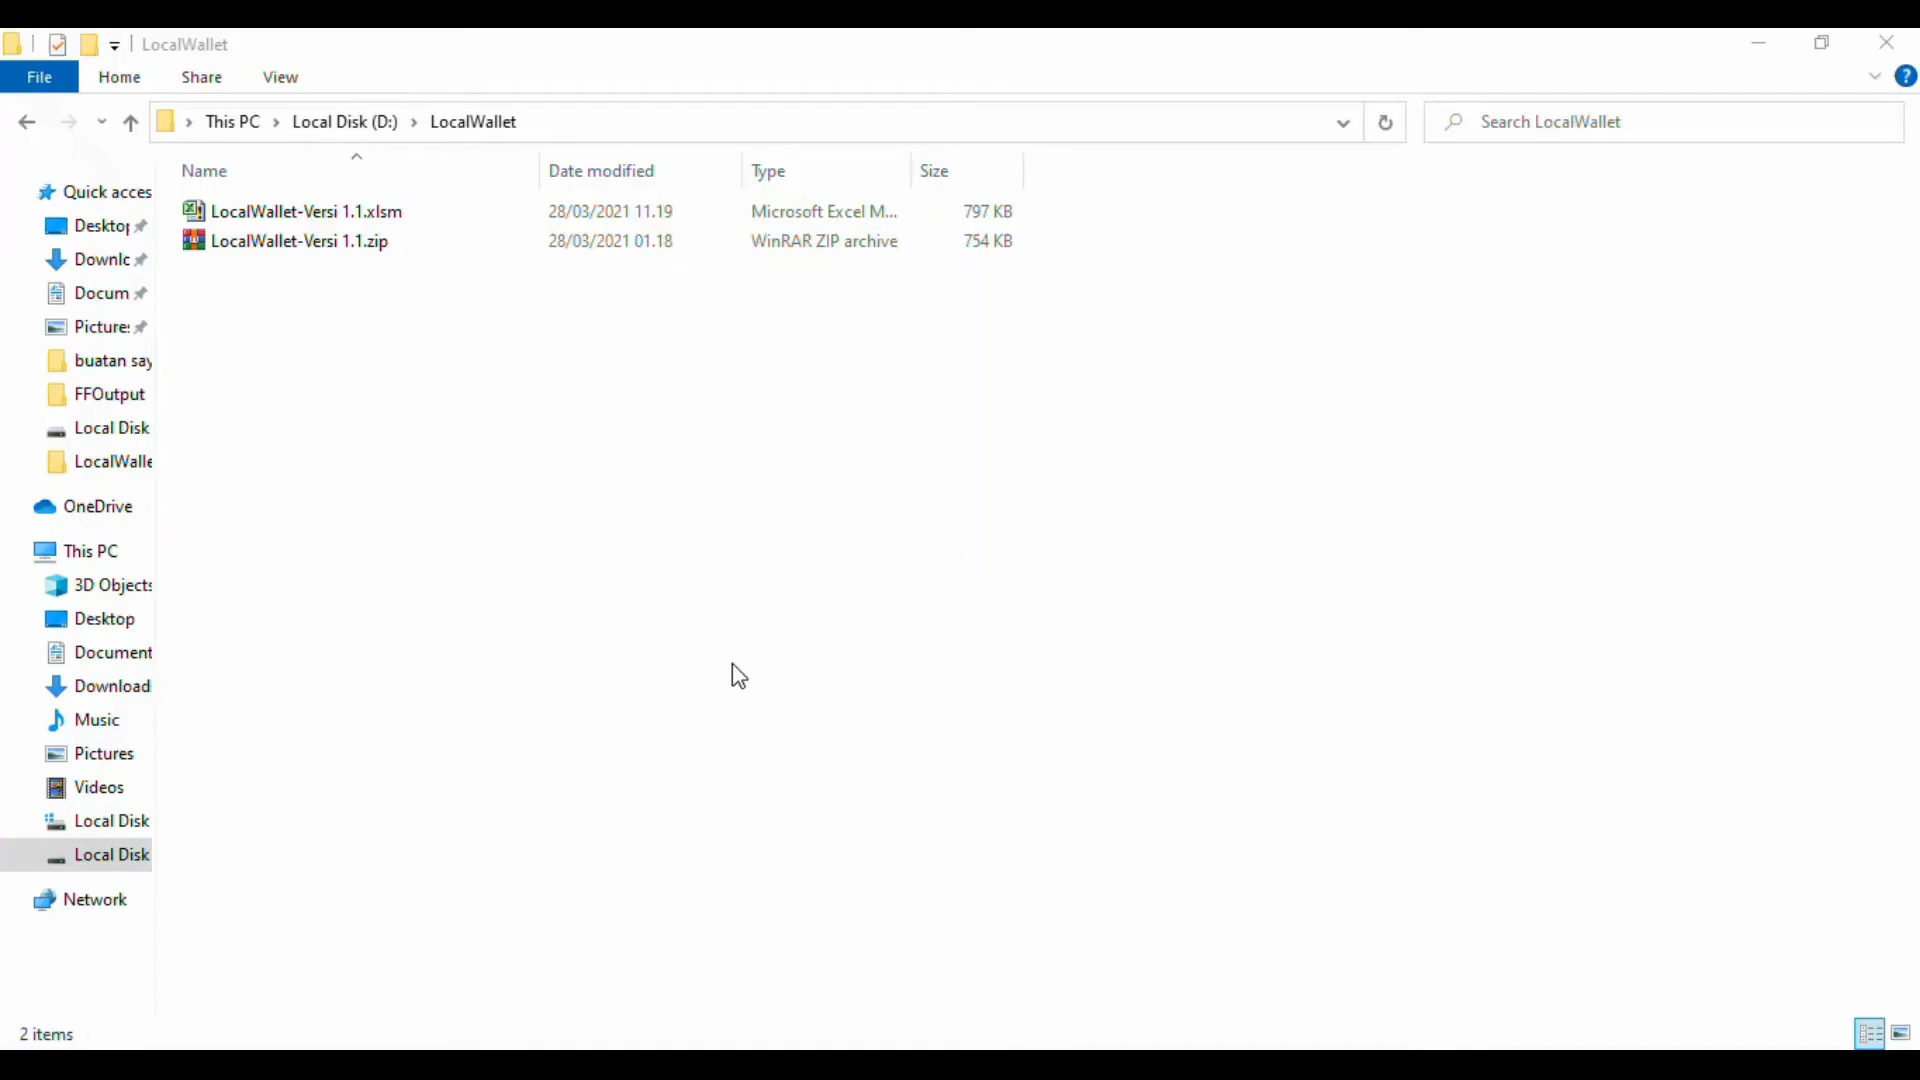 LocalWallet
File Home Share View
This PC Local Disk (D:) LocalWallet
Search LocalWallet
Name Date modified Type Size
LocalWallet-Versi 1.1.xlsm 28/03/2021 11.19 Microsoft Excel M... 797 KB
LocalWallet-Versi 1.1.zip 28/03/2021 01.18 WinRAR ZIP archive 754 KB
Quick acces
Desktop
Downlc
Docum
Pictures
buatan say
FFOutput
Local Disk
LocalWalle
OneDrive
This PC
3D Objects
Desktop
Document
Download
Music
Pictures
Videos
Local Disk
Local Disk
Network
2 items